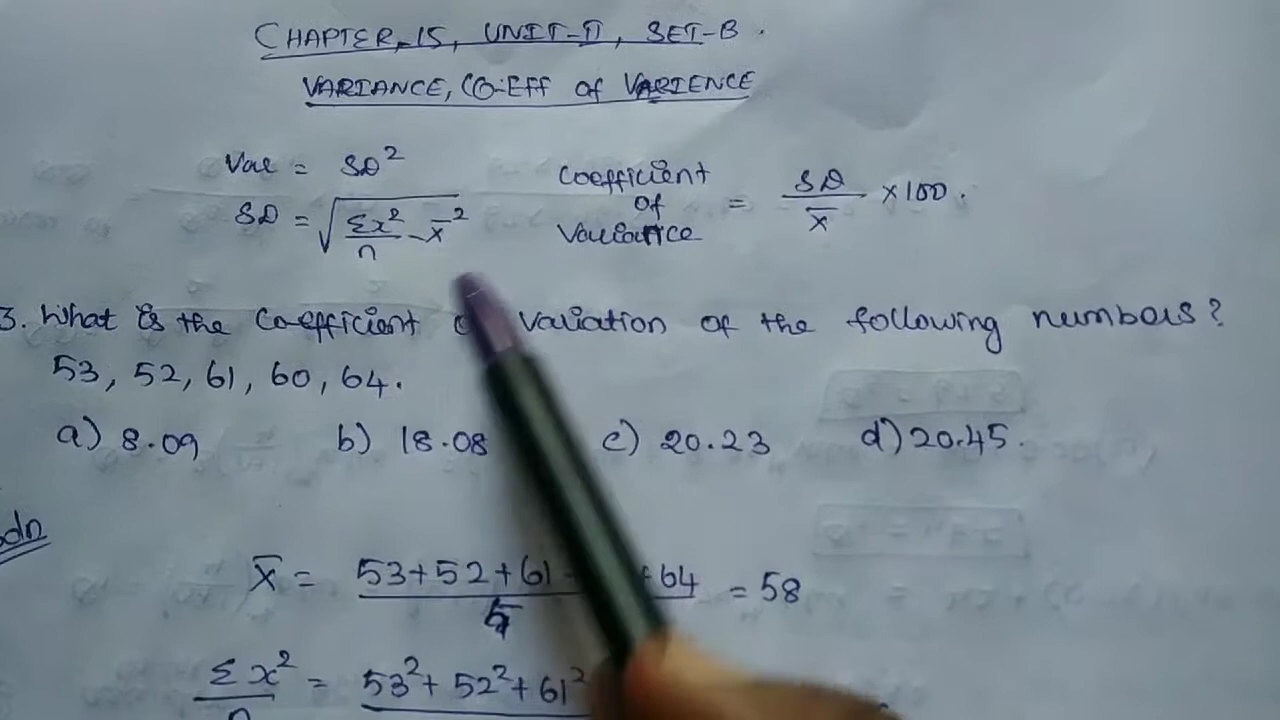 CHAPTER-15, UNIT-II, SET-B.
VARIANCE, CO-EFF of VARIENCE
Var = SD²
SD = √(Σx²/n - x̄²)
Coefficient of Variance = SD/x̄ ×100.
3. What is the Co-efficient variation of the following numbers?
53, 52, 61, 60, 64.
a) 8.09 b) 18.08 c) 20.23 d) 20.45.
Soln
X̄ = 53+52+61 +64 / 5 = 58
Σx²/n = 53²+52²+61²